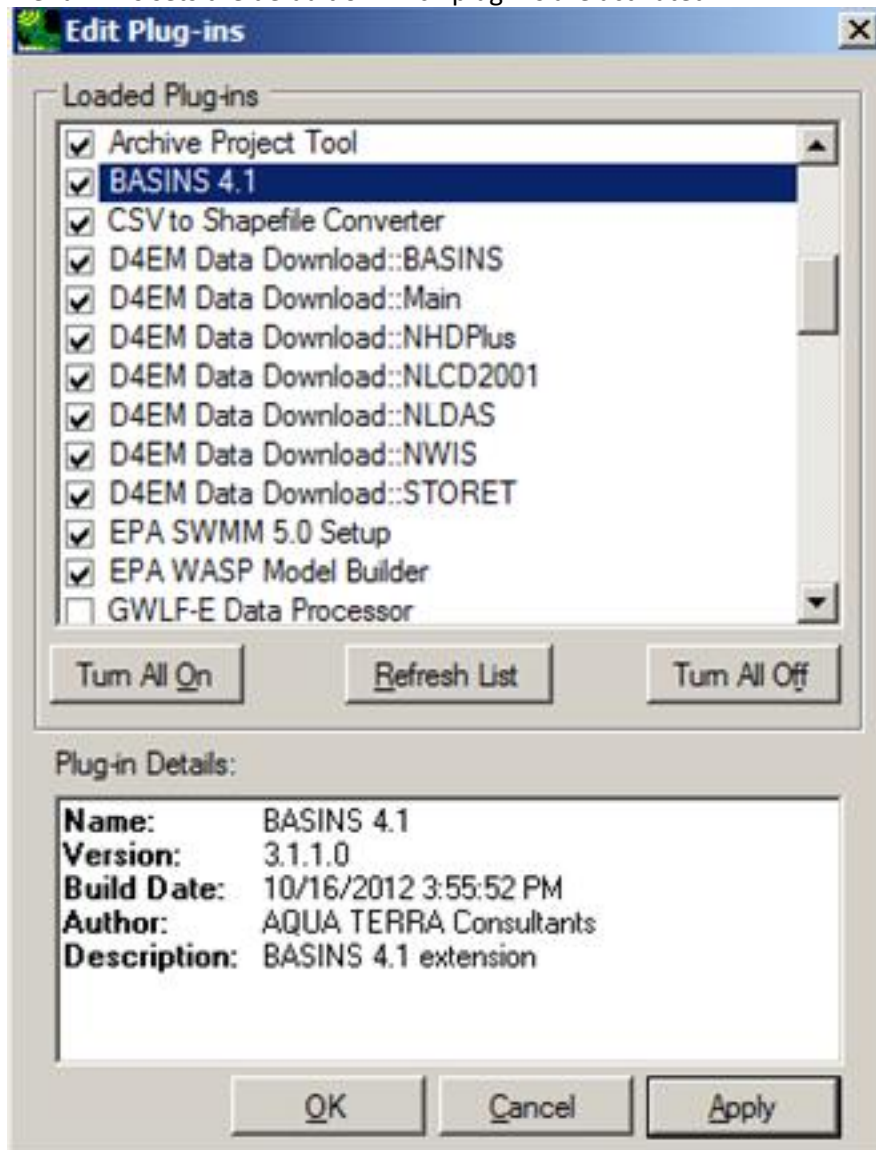 Edit Plug-ins
Loaded Plug-ins
Archive Project Tool
BASINS 4.1
CSV to Shapefile Converter
D4EM Data Download::BASINS
D4EM Data Download::Main
D4EM Data Download::NHDPlus
D4EM Data Download::NLCD2001
D4EM Data Download::NLDAS
D4EM Data Download::NWIS
D4EM Data Download::STORET
EPA SWMM 5.0 Setup
EPA WASP Model Builder
GWLF-E Data Processor
Turn All On Refresh List Turn All Off
Plug-in Details:
Name: BASINS 4.1
Version: 3.1.1.0
Build Date: 10/16/2012 3:55:52 PM
Author: AQUA TERRA Consultants
Description: BASINS 4.1 extension
OK Cancel Apply